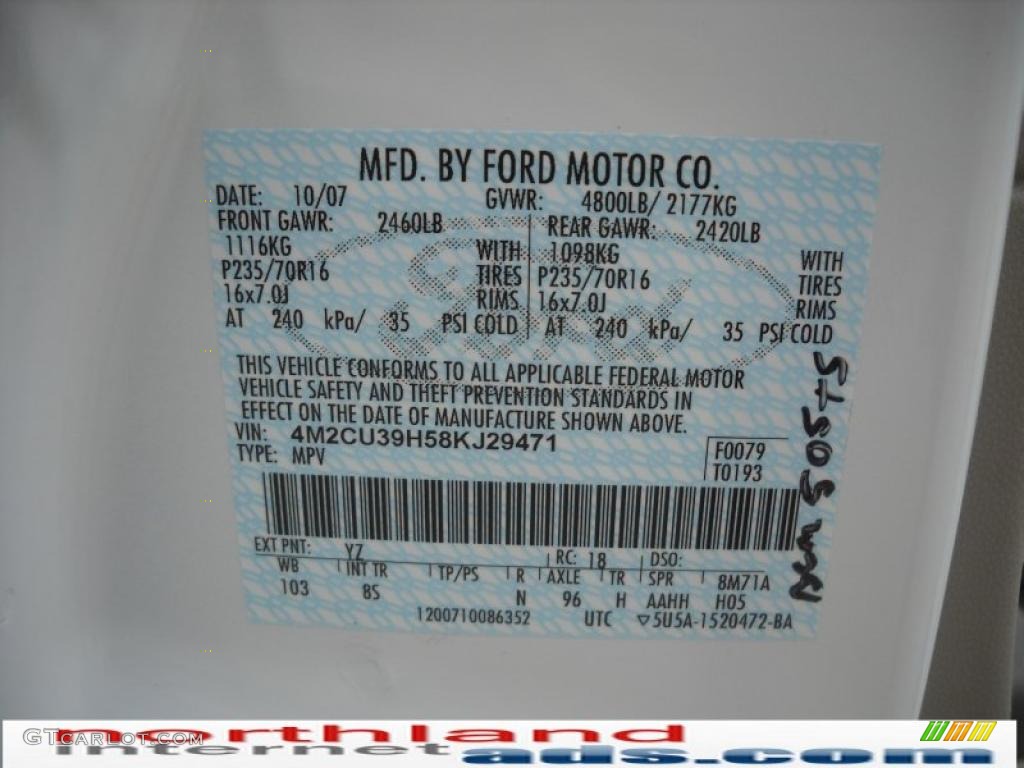 MFD. BY FORD MOTOR CO.
DATE: 10/07 GVWR: 4800LB/ 2177KG
FRONT GAWR: 2460LB REAR GAWR: 2420LB
1116KG WITH 1098KG WITH
P235/70R16 TIRES P235/70R16 TIRES
16x7.0J RIMS 16x7.0J RIMS
AT 240 kPa/ 35 PSI COLD AT 240 kPa/ 35 PSI COLD
THIS VEHICLE CONFORMS TO ALL APPLICABLE FEDERAL MOTOR
VEHICLE SAFETY AND THEFT PREVENTION STANDARDS IN
EFFECT ON THE DATE OF MANUFACTURE SHOWN ABOVE.
VIN: 4M2CU39H58KJ29471
TYPE: MPV
F0079
T0193
EXT PNT: YZ RC: 18 DSO:
WB INT TR TP/PS R AXLE TR SPR 8M71A
103 8S N 96 H AAHH H05
1200710086352 UTC ▽5U5A-1520472-BA
Ford
northland
internet ads.com
GTCarLot.com